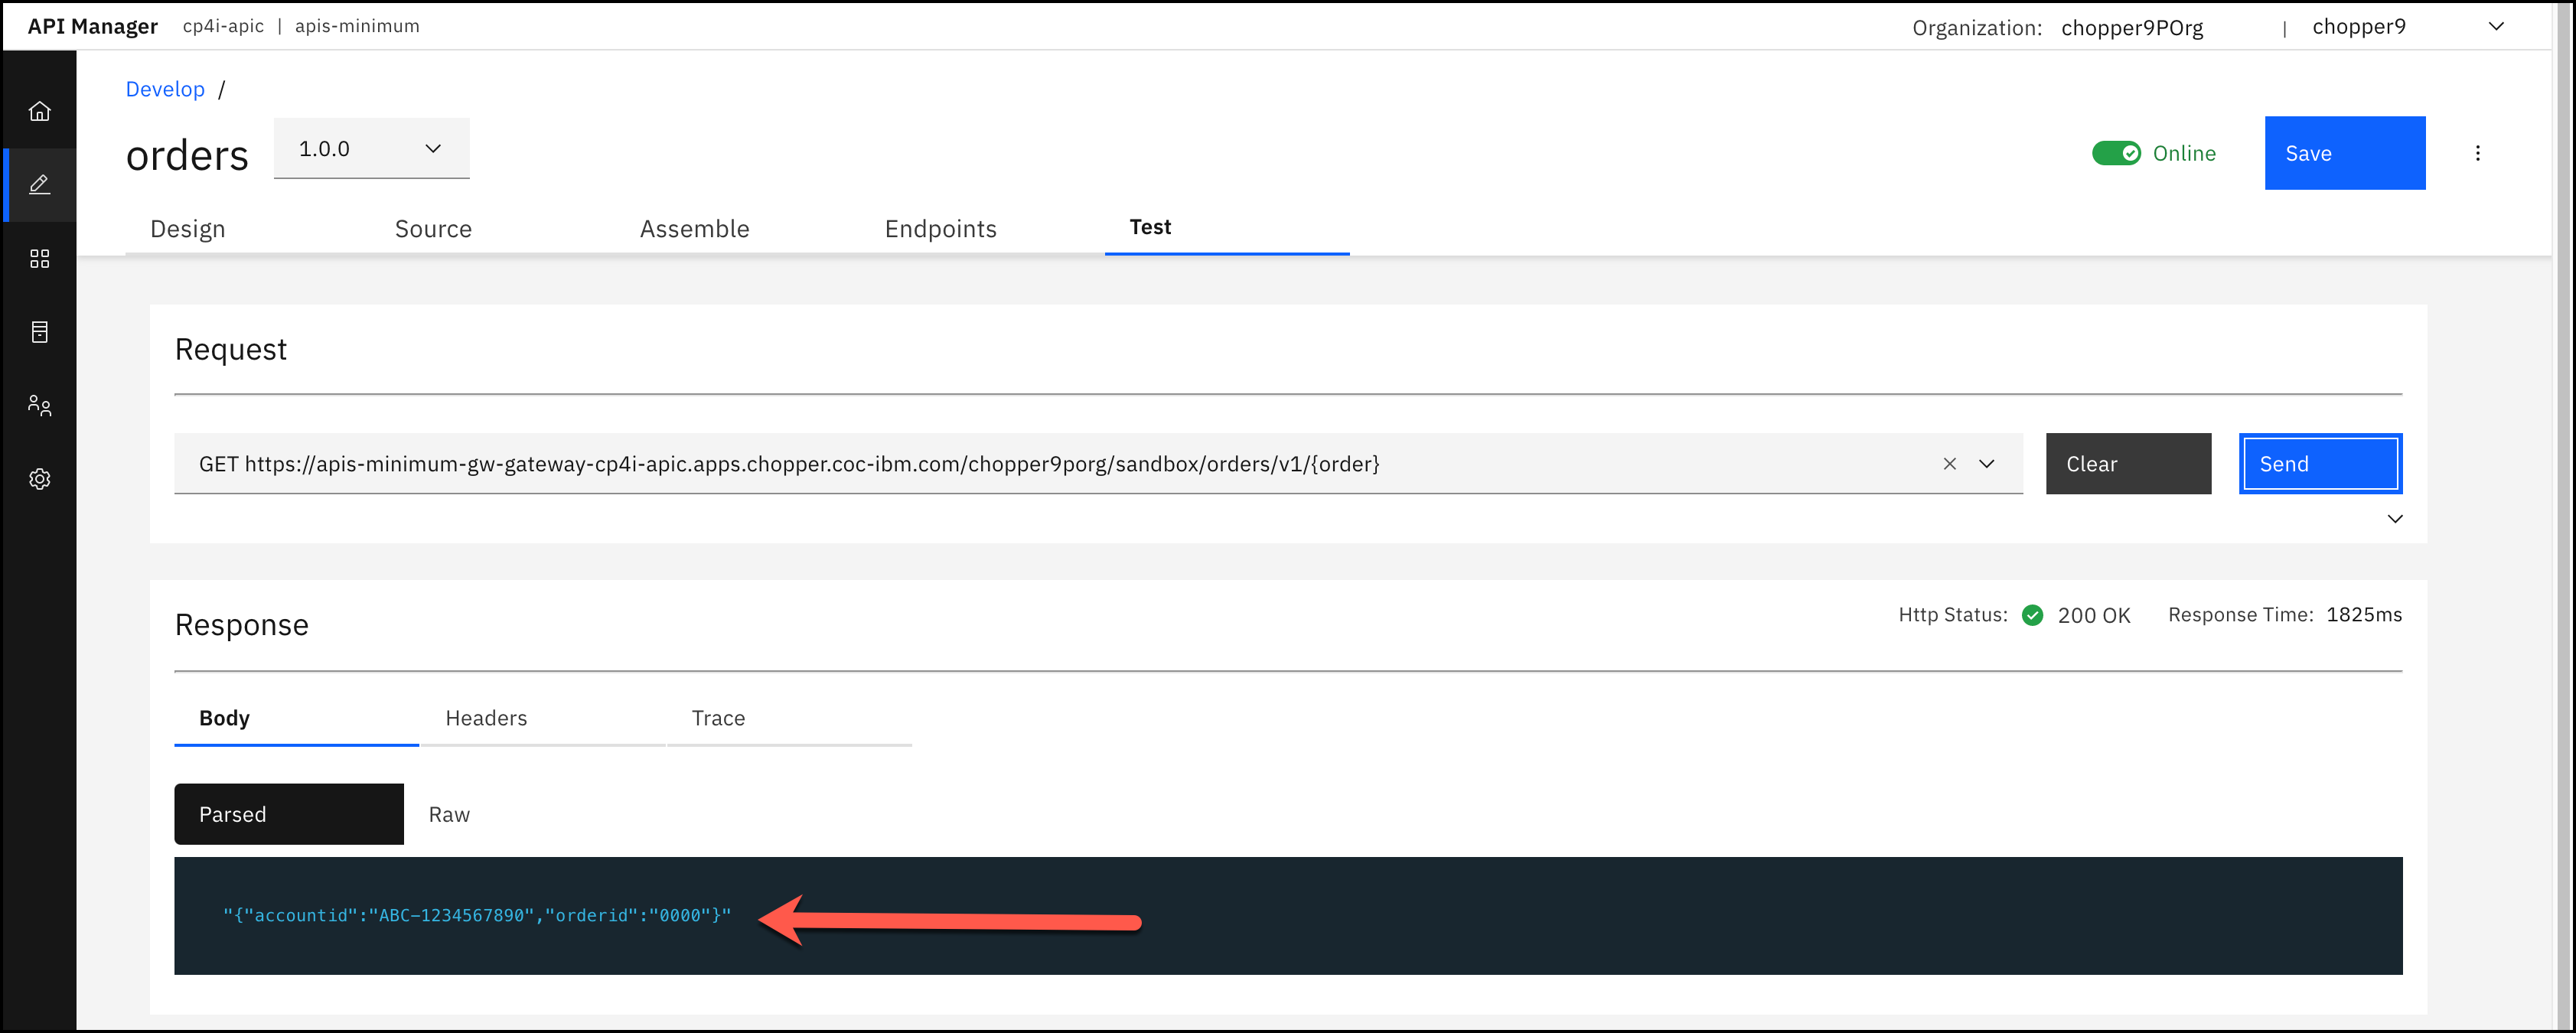 API Manager cp4i-apic | apis-minimum Organization: chopper9POrg | chopper9
Develop /
orders 1.0.0 Online Save
Design Source Assemble Endpoints Test
Request
GET https://apis-minimum-gw-gateway-cp4i-apic.apps.chopper.coc-ibm.com/chopper9porg/sandbox/orders/v1/{order} Clear Send
Response Http Status: 200 OK Response Time: 1825ms
Body Headers Trace
Parsed Raw
"{"accountid":"ABC-1234567890","orderid":"0000"}"